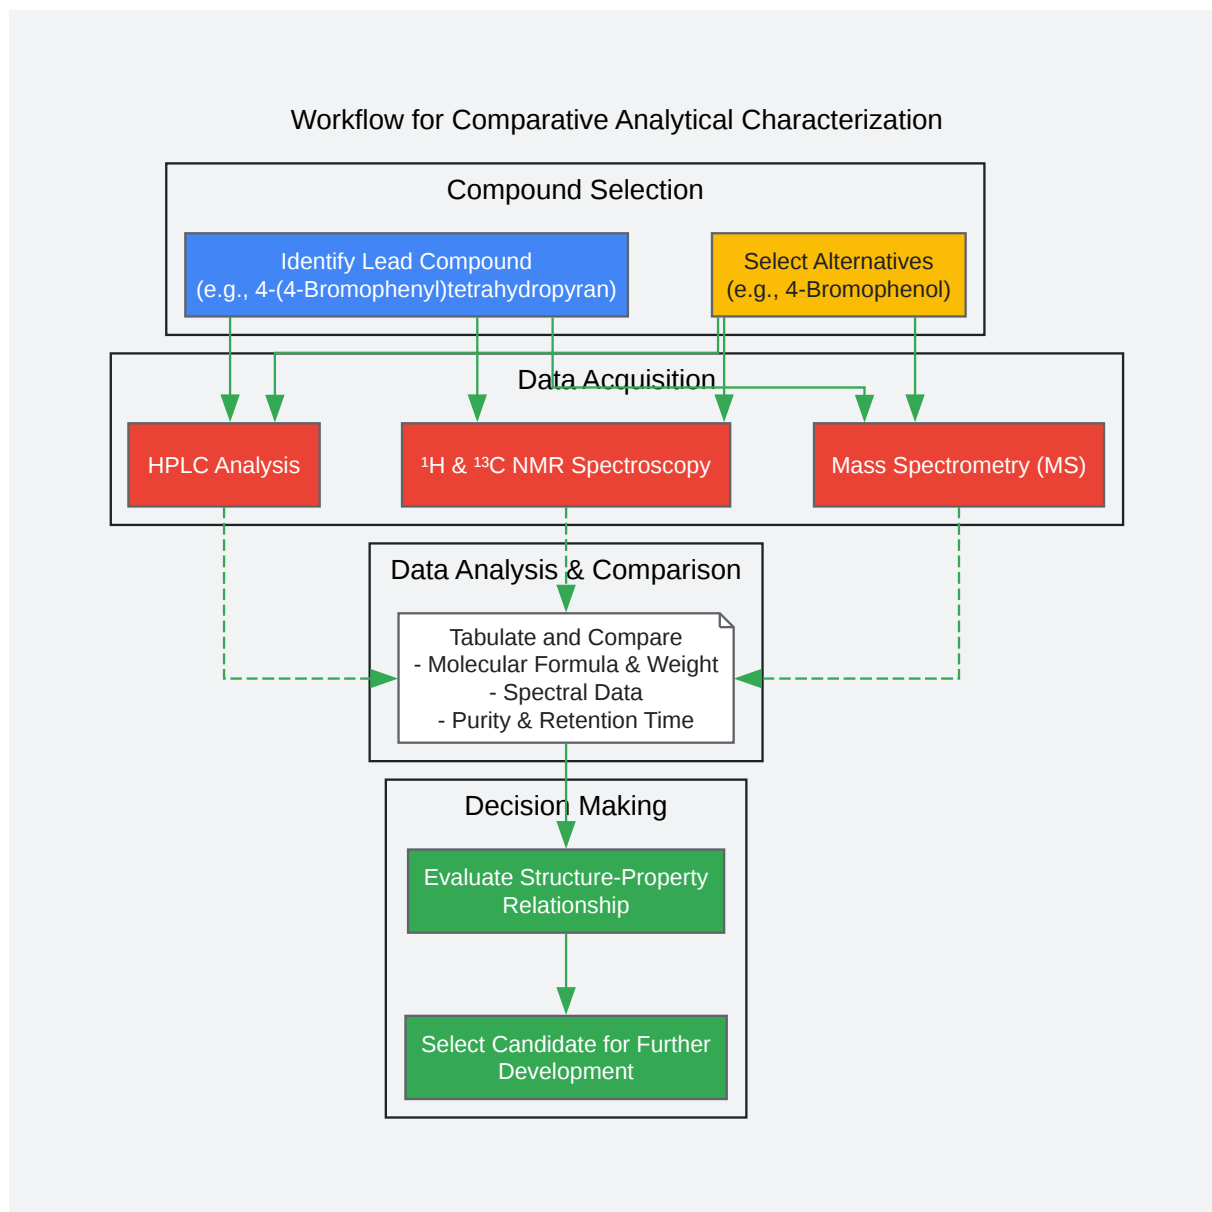 Workflow for Comparative Analytical Characterization
Compound Selection
Identify Lead Compound
(e.g., 4-(4-Bromophenyl)tetrahydropyran)
Select Alternatives
(e.g., 4-Bromophenol)
Data Acquisition
HPLC Analysis
¹H & ¹³C NMR Spectroscopy
Mass Spectrometry (MS)
Data Analysis & Comparison
Tabulate and Compare
- Molecular Formula & Weight
- Spectral Data
- Purity & Retention Time
Decision Making
Evaluate Structure-Property
Relationship
Select Candidate for Further
Development